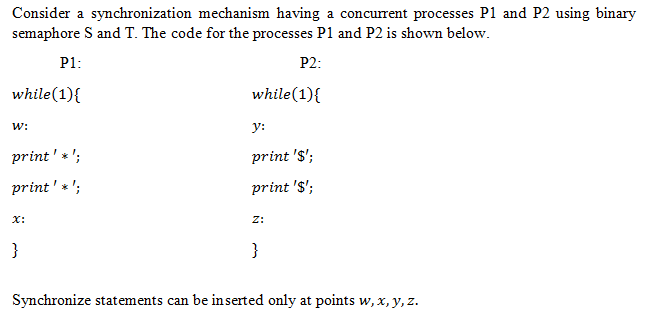 Consider a synchronization mechanism having a concurrent processes P1 and P2 using binary
semaphore S and T. The code for the processes P1 and P2 is shown below.
P1: P2:
while(1){ while(1){
w: y:
print ' * '; print '$';
print ' * '; print '$';
x: z:
} }
Synchronize statements can be inserted only at points w, x, y, z.